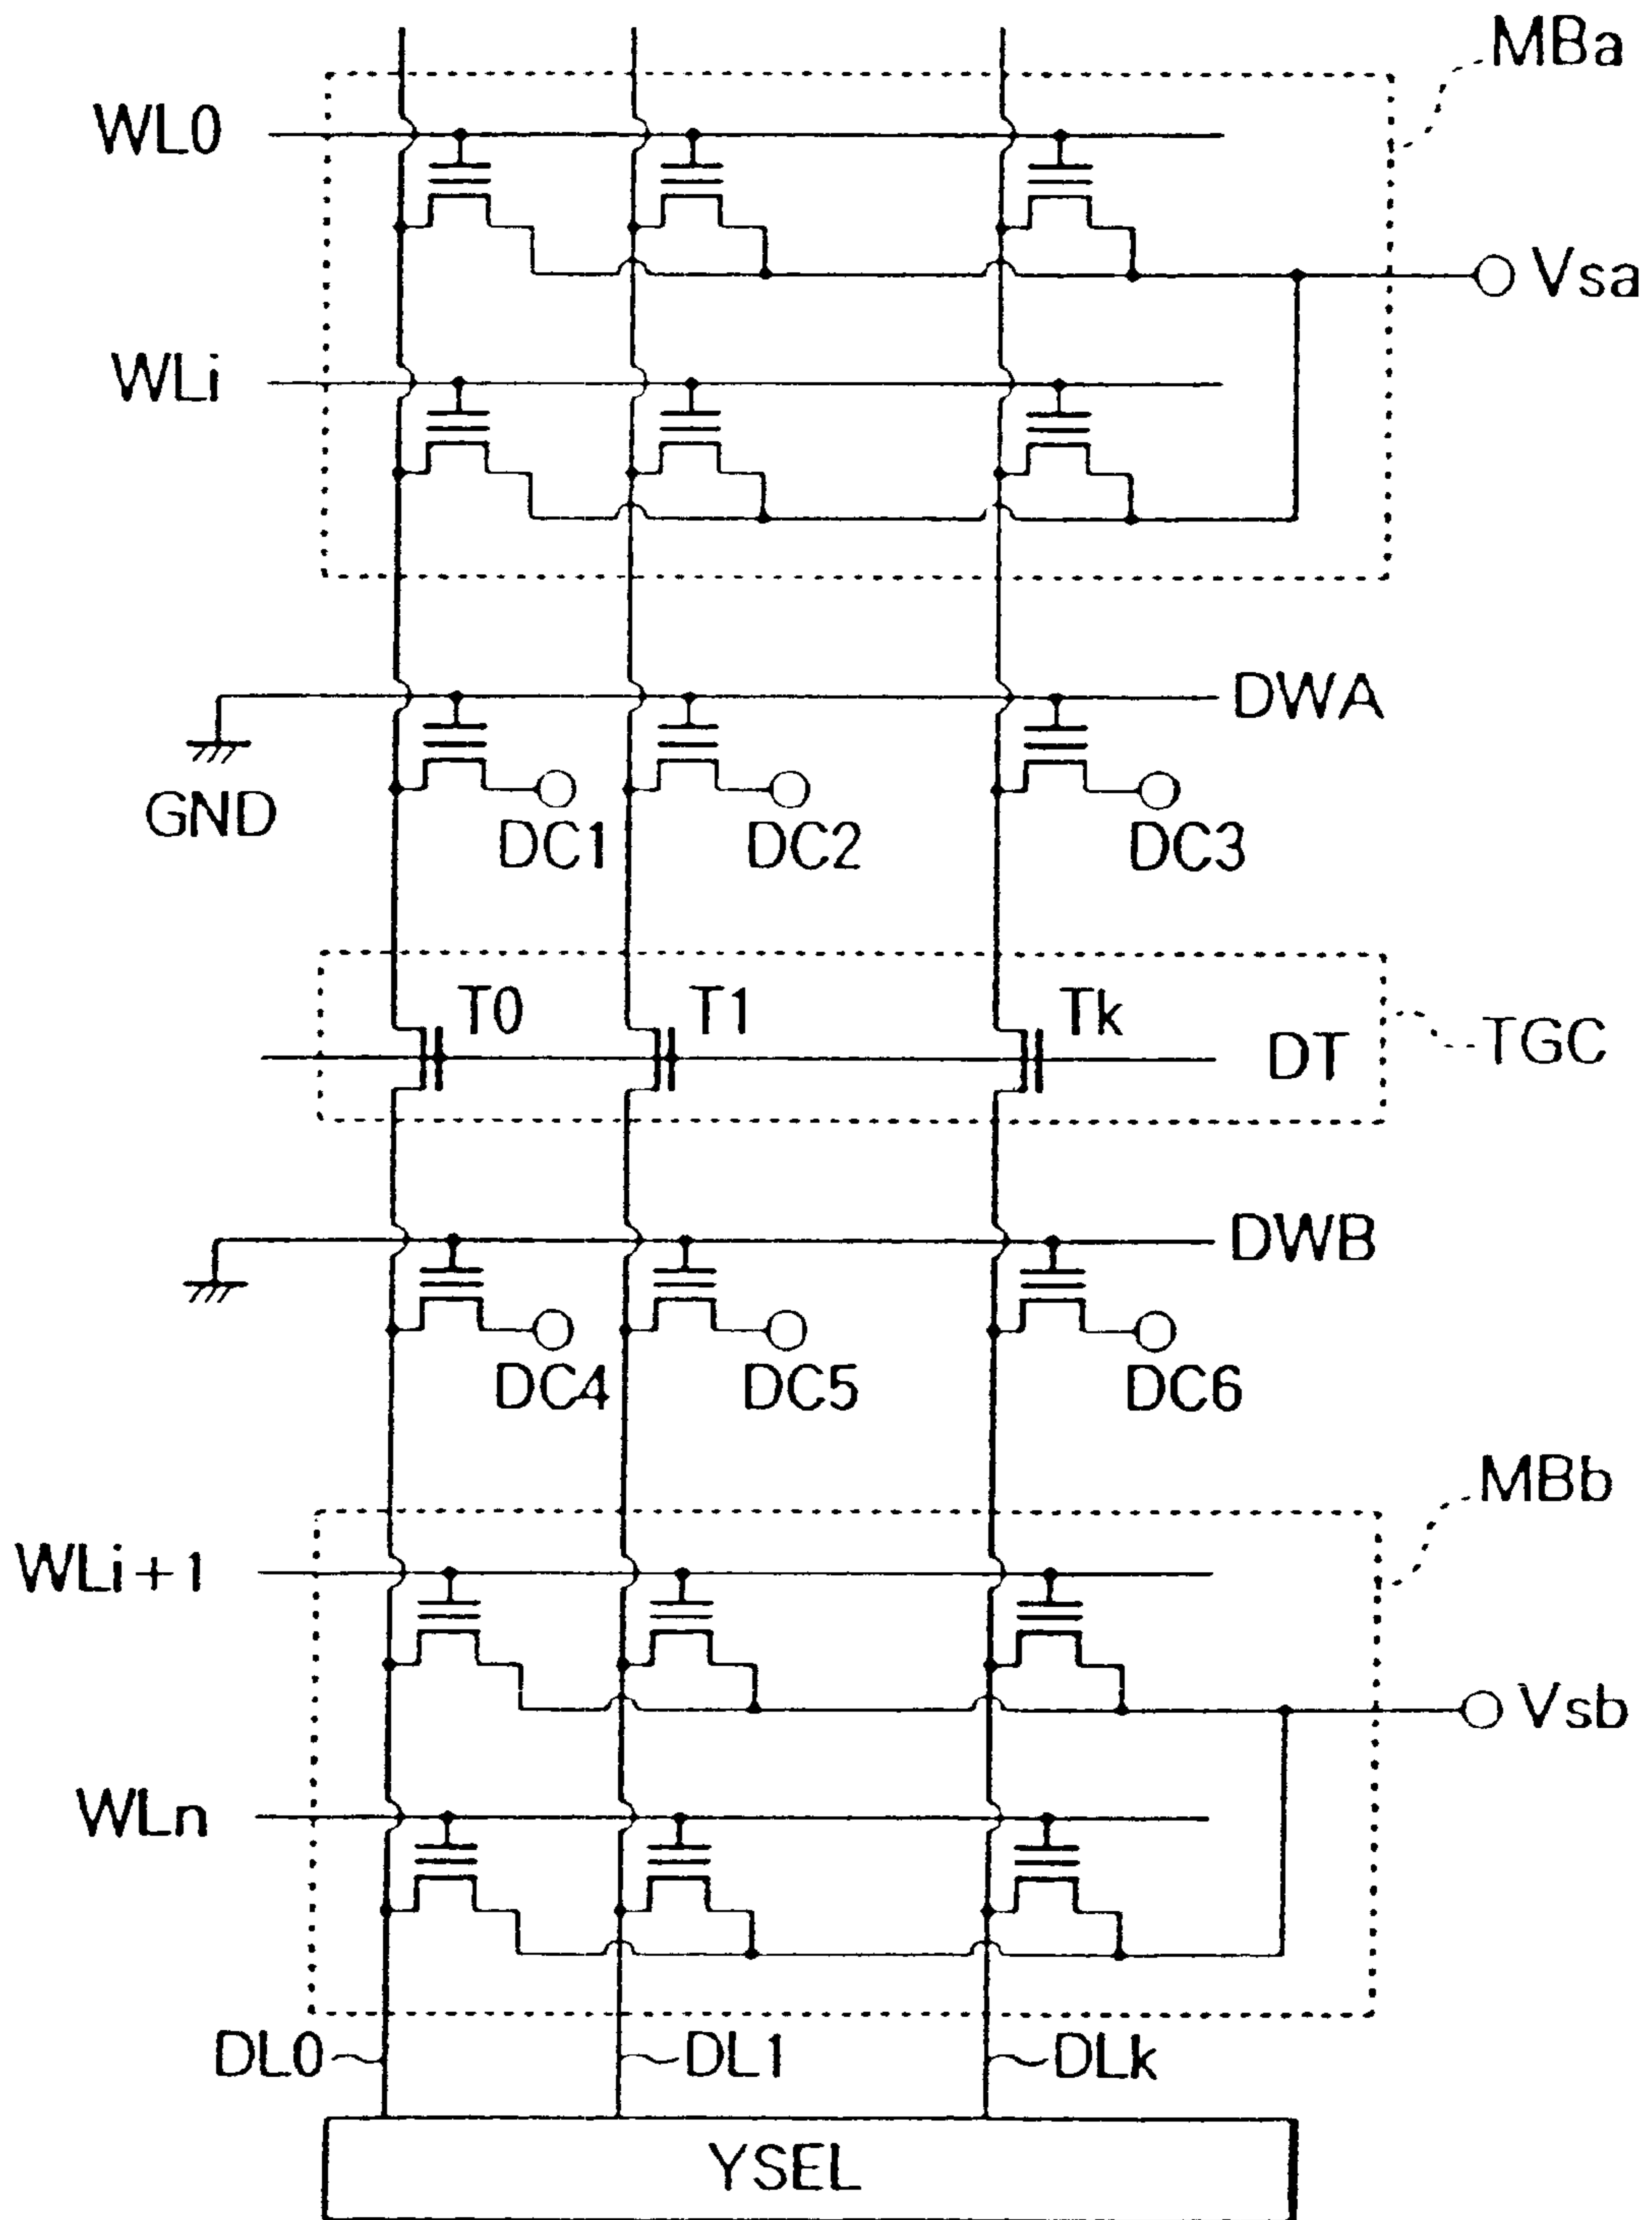 MBa
WL0
Vsa
WLi
DWA
GND
DC1 DC2 DC3
T0 T1 Tk
DT TGC
DWB
DC4 DC5 DC6
MBb
WLi+1
Vsb
WLn
DL0 DL1 DLk
YSEL